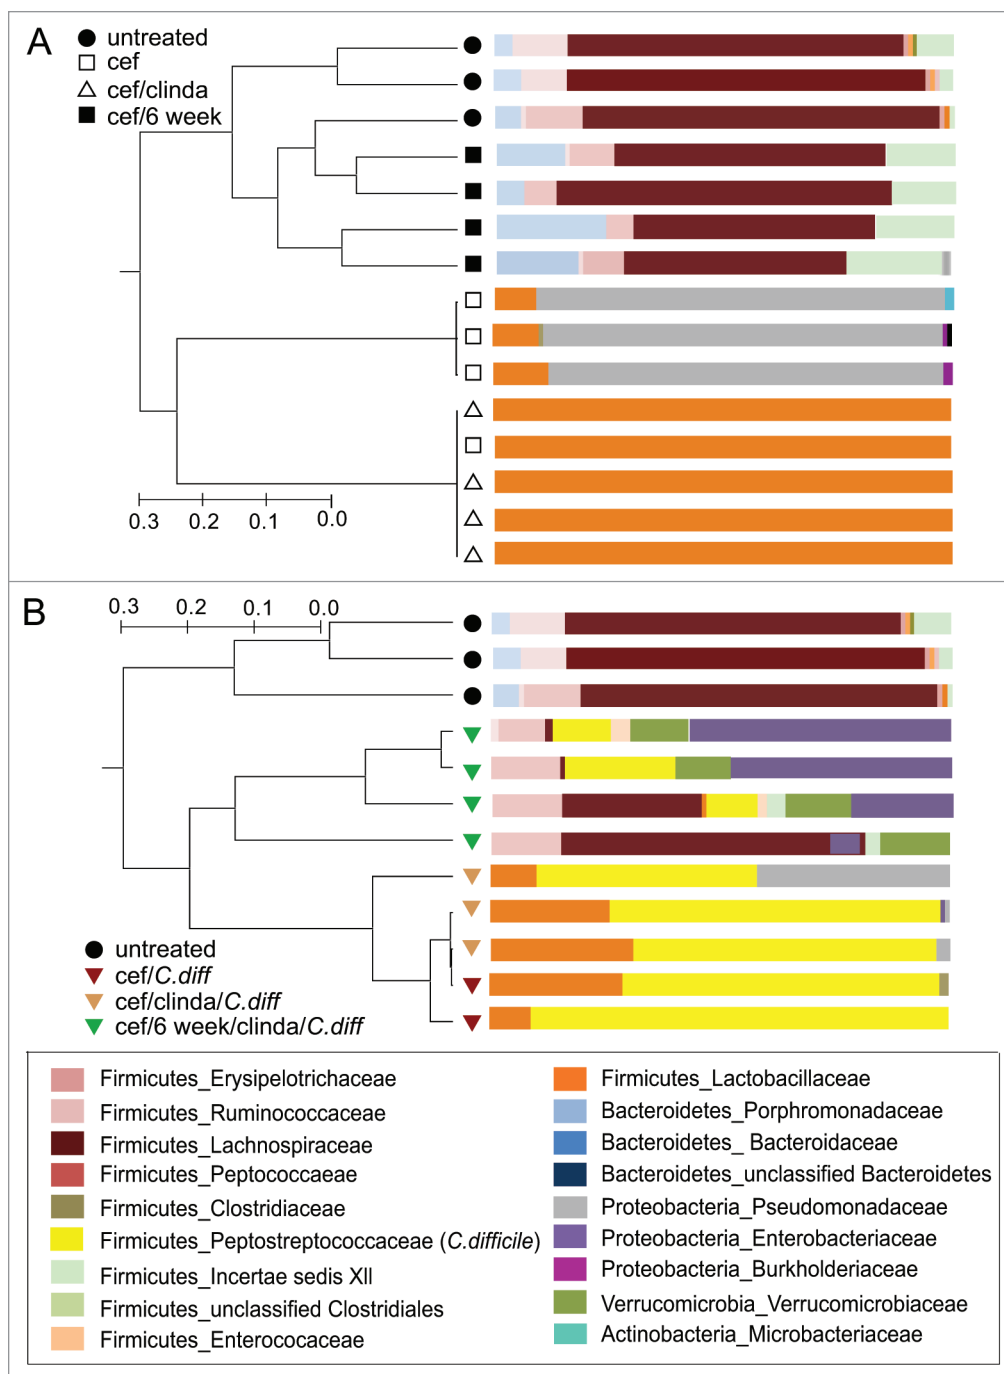 A
untreated
cef
cef/clinda
cef/6 week
0.3 0.2 0.1 0.0
B
0.3 0.2 0.1 0.0
untreated
cef/C.diff
cef/clinda/C.diff
cef/6 week/clinda/C.diff
Firmicutes_Erysipelotrichaceae
Firmicutes_Ruminococcaceae
Firmicutes_Lachnospiraceae
Firmicutes_Peptococcaeae
Firmicutes_Clostridiaceae
Firmicutes_Peptostreptococcaceae (C.difficile)
Firmicutes_Incertae sedis XII
Firmicutes_unclassified Clostridiales
Firmicutes_Enterococaceae
Firmicutes_Lactobacillaceae
Bacteroidetes_Porphromonadaceae
Bacteroidetes_ Bacteroidaceae
Bacteroidetes_unclassified Bacteroidetes
Proteobacteria_Pseudomonadaceae
Proteobacteria_Enterobacteriaceae
Proteobacteria_Burkholderiaceae
Verrucomicrobia_Verrucomicrobiaceae
Actinobacteria_Microbacteriaceae